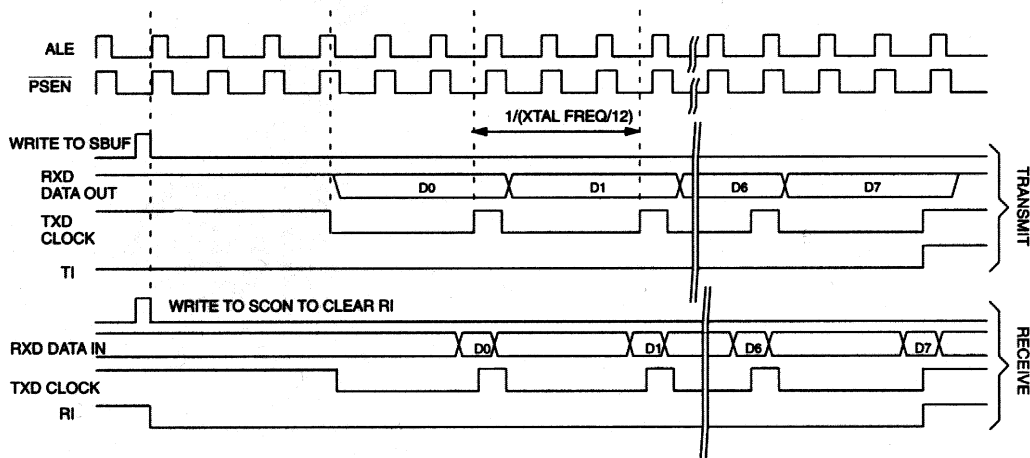 ALE
PSEN
1/(XTAL FREQ/12)
WRITE TO SBUF
RXD
DATA OUT
D0
D1
D6
D7
TXD
CLOCK
TI
TRANSMIT
WRITE TO SCON TO CLEAR RI
RXD DATA IN
D0
D1
D6
D7
TXD CLOCK
RI
RECEIVE